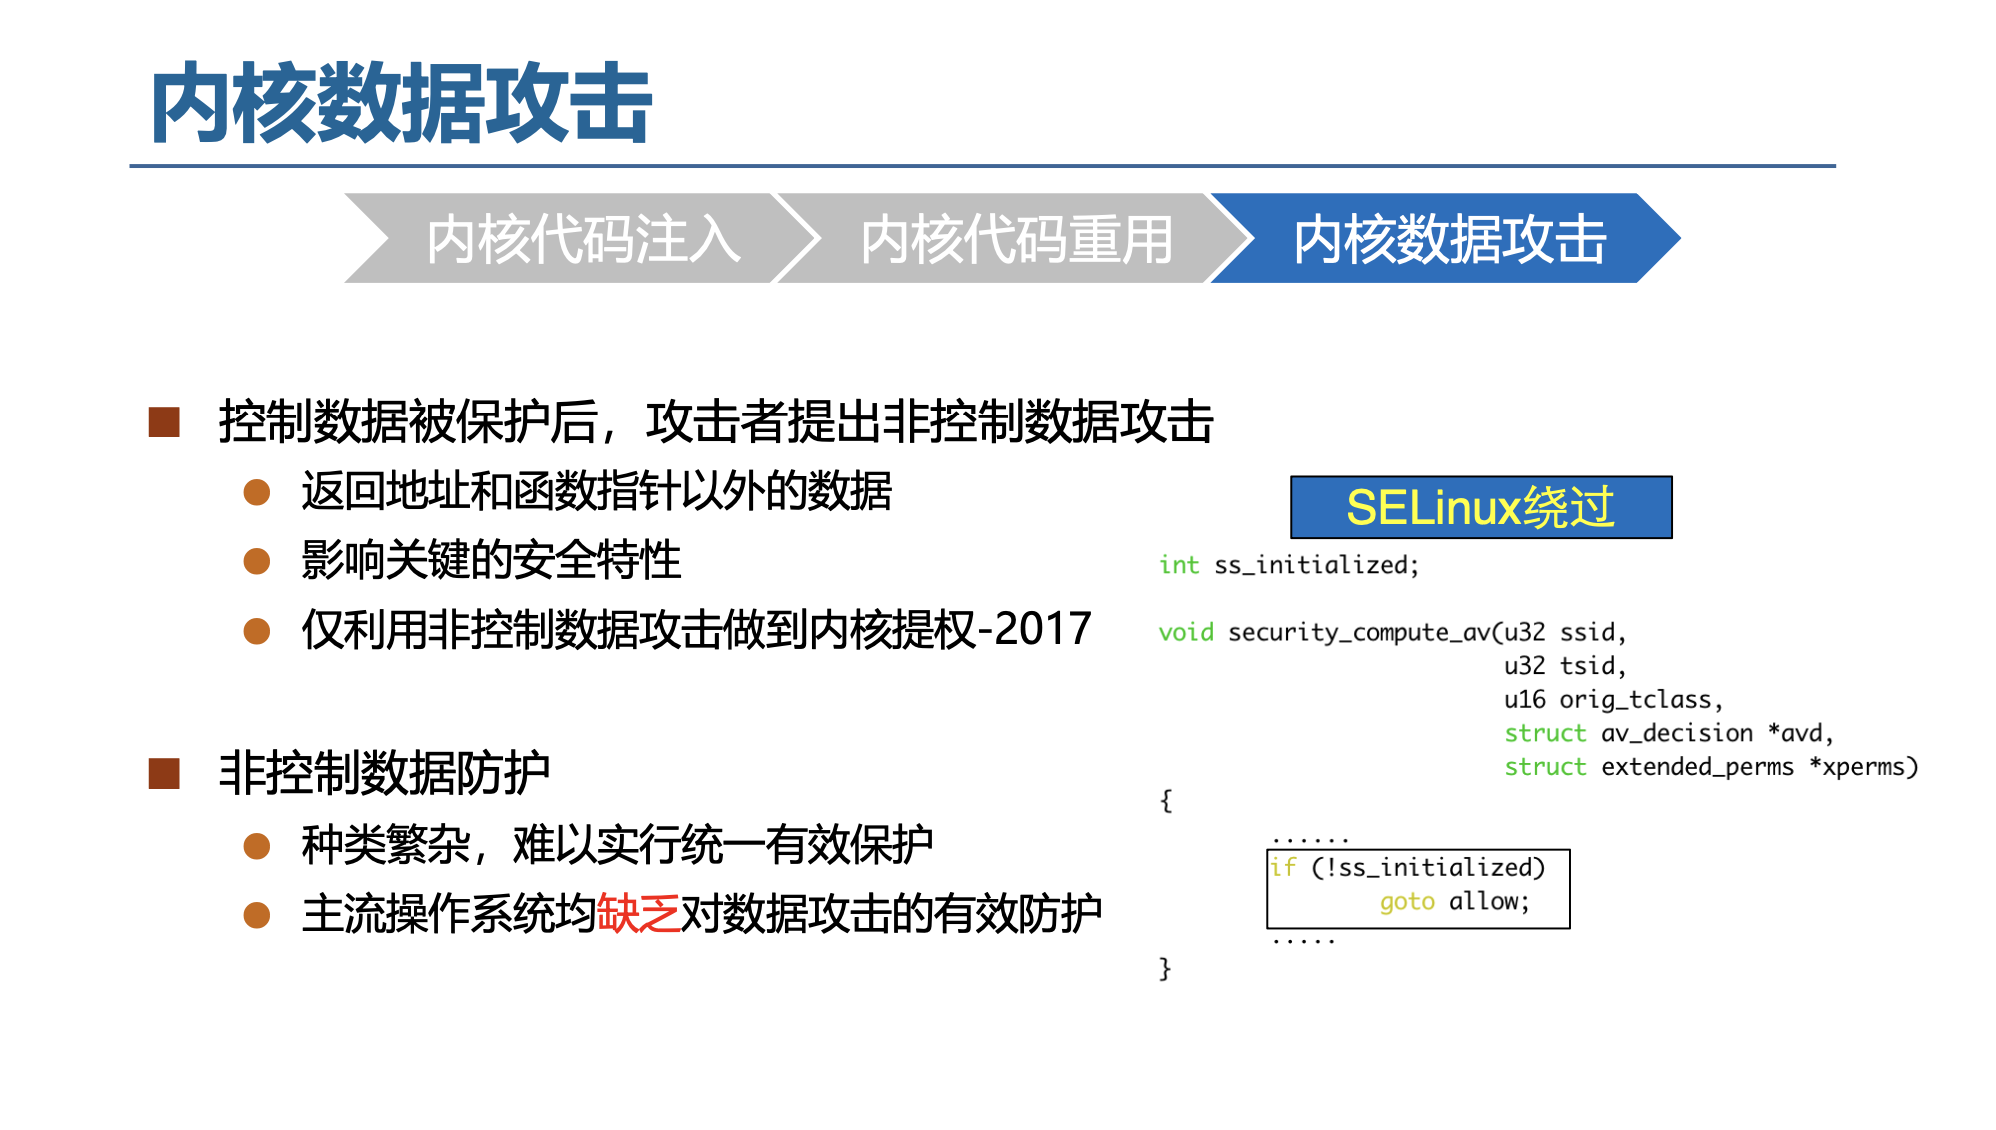 内核数据攻击
内核代码注入
内核代码重用
内核数据攻击
控制数据被保护后，攻击者提出非控制数据攻击
返回地址和函数指针以外的数据
影响关键的安全特性
仅利用非控制数据攻击做到内核提权-2017
非控制数据防护
种类繁杂，难以实行统一有效保护
主流操作系统均缺乏对数据攻击的有效防护
SELinux绕过
int ss_initialized;
void security_compute_av(u32 ssid,
u32 tsid,
u16 orig_tclass,
struct av_decision *avd,
struct extended_perms *xperms)
{
......
if (!ss_initialized)
goto allow;
.....
}